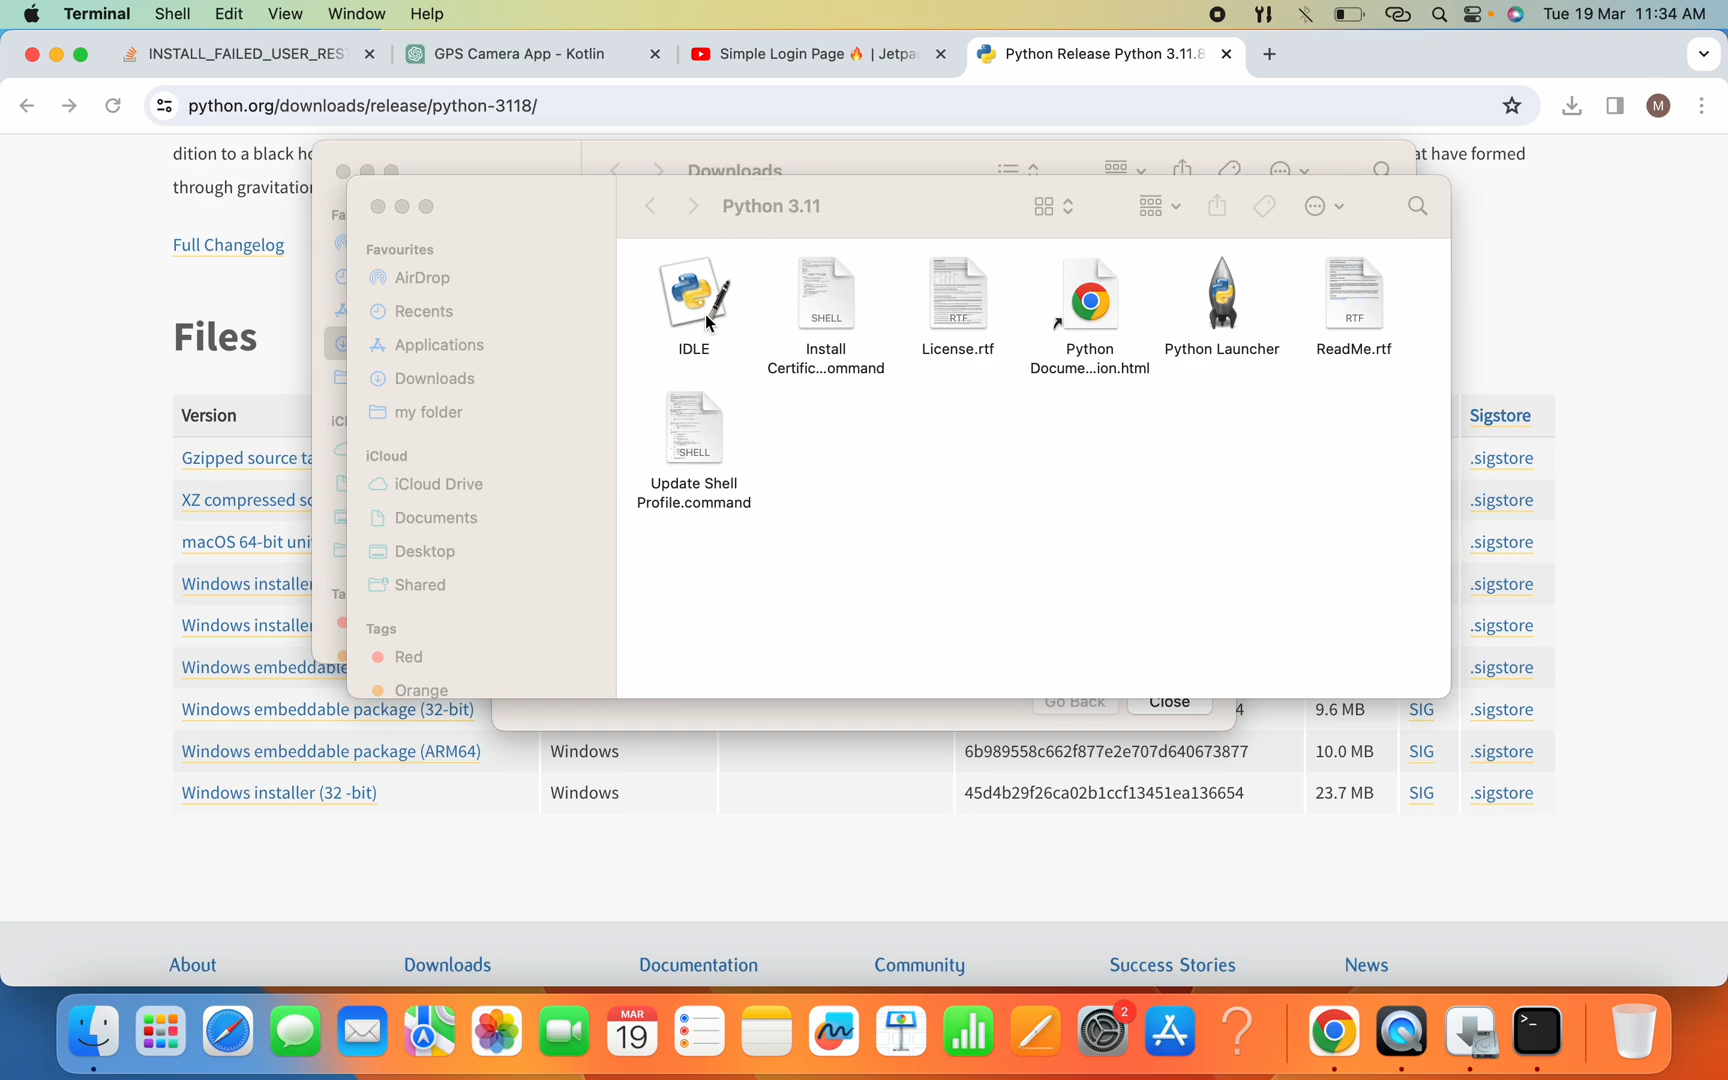 Terminal Shell Edit View Window Help 2 Tue 19 Mar 11:34 AM
INSTALL_FAILED_USER_REST GPS Camera App - Kotlin Simple Login Page 🔥 | Jetpa Python Release Python 3.11.8
python.org/downloads/release/python-3118/ M
dition to a black h at have formed
through gravitation
Full Changelog
Files
Version Sigstore
Gzipped source ta .sigstore
XZ compressed so .sigstore
macOS 64-bit uni .sigstore
Windows installer .sigstore
Windows installer .sigstore
Windows embeddable .sigstore
Windows embeddable package (32-bit) 4 9.6 MB SIG .sigstore
Windows embeddable package (ARM64) Windows 6b989558c662f877e2e707d640673877 10.0 MB SIG .sigstore
Windows installer (32 -bit) Windows 45d4b29f26ca02b1ccf13451ea136654 23.7 MB SIG .sigstore
Downloads
Fa
iCl
Ta
Python 3.11
Favourites
AirDrop
Recents
Applications
Downloads
my folder
iCloud
iCloud Drive
Documents
Desktop
Shared
Tags
Red
Orange
SHELL RTF RTF
IDLE Install Certific...ommand License.rtf Python Docume...ion.html Python Launcher ReadMe.rtf
SHELL
Update Shell
Profile.command
Go Back Close
About Downloads Documentation Community Success Stories News
MAR
19
2